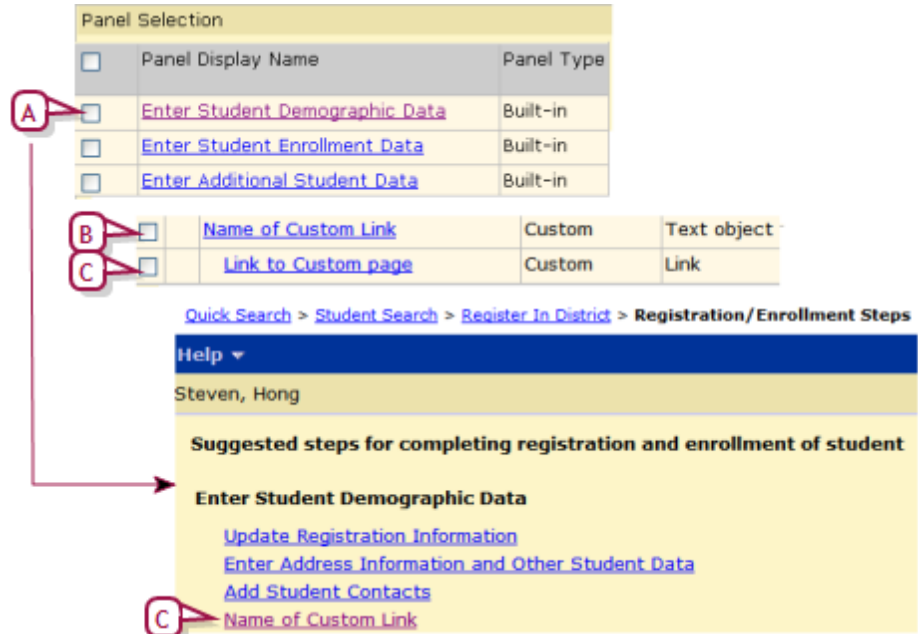 Panel Selection
Panel Display Name Panel Type
A Enter Student Demographic Data Built-in
Enter Student Enrollment Data Built-in
Enter Additional Student Data Built-in
B Name of Custom Link Custom Text object
C Link to Custom page Custom Link
Quick Search > Student Search > Register In District > Registration/Enrollment Steps
Help
Steven, Hong
Suggested steps for completing registration and enrollment of student
Enter Student Demographic Data
Update Registration Information
Enter Address Information and Other Student Data
Add Student Contacts
C Name of Custom Link